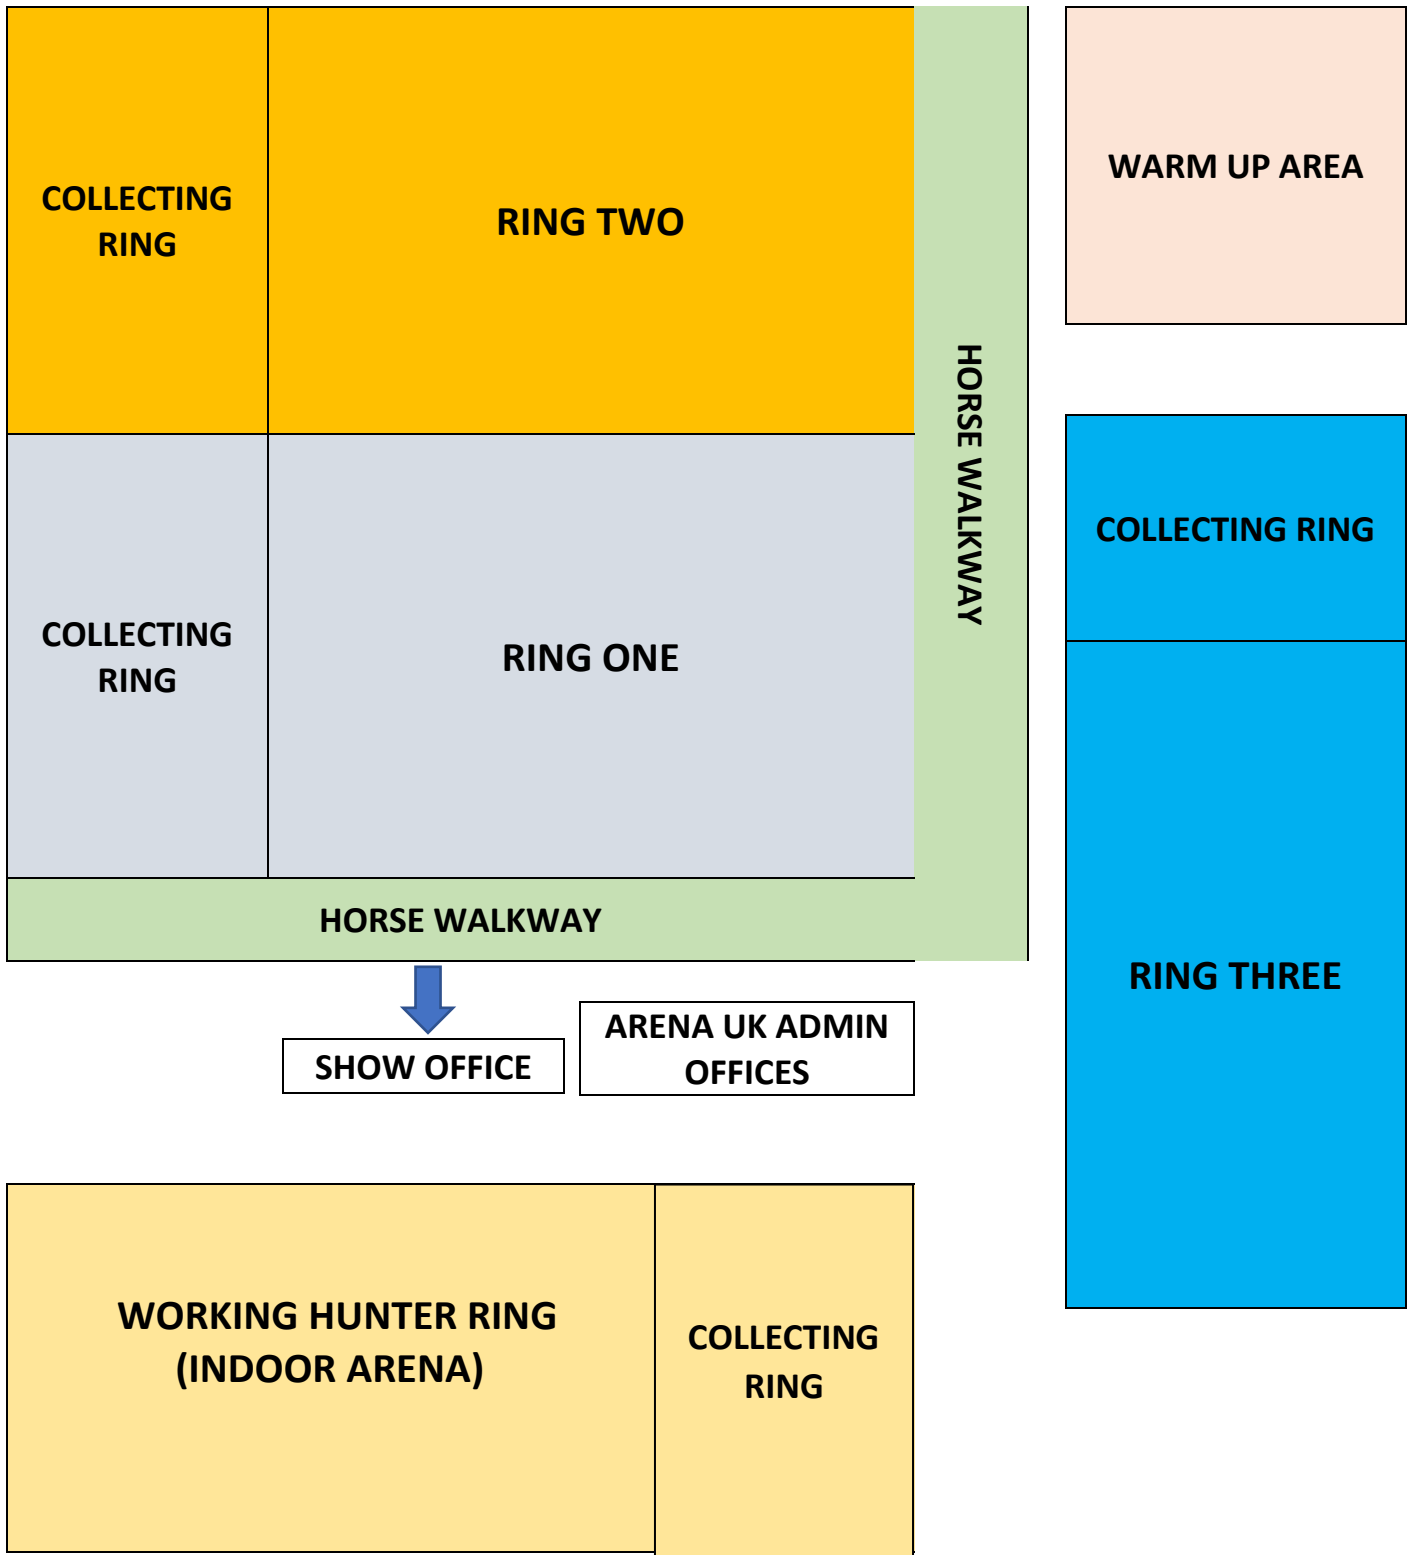 COLLECTING
RING
RING TWO
WARM UP AREA
HORSE WALKWAY
COLLECTING RING
COLLECTING
RING
RING ONE
HORSE WALKWAY
RING THREE
SHOW OFFICE
ARENA UK ADMIN
OFFICES
WORKING HUNTER RING
(INDOOR ARENA)
COLLECTING
RING